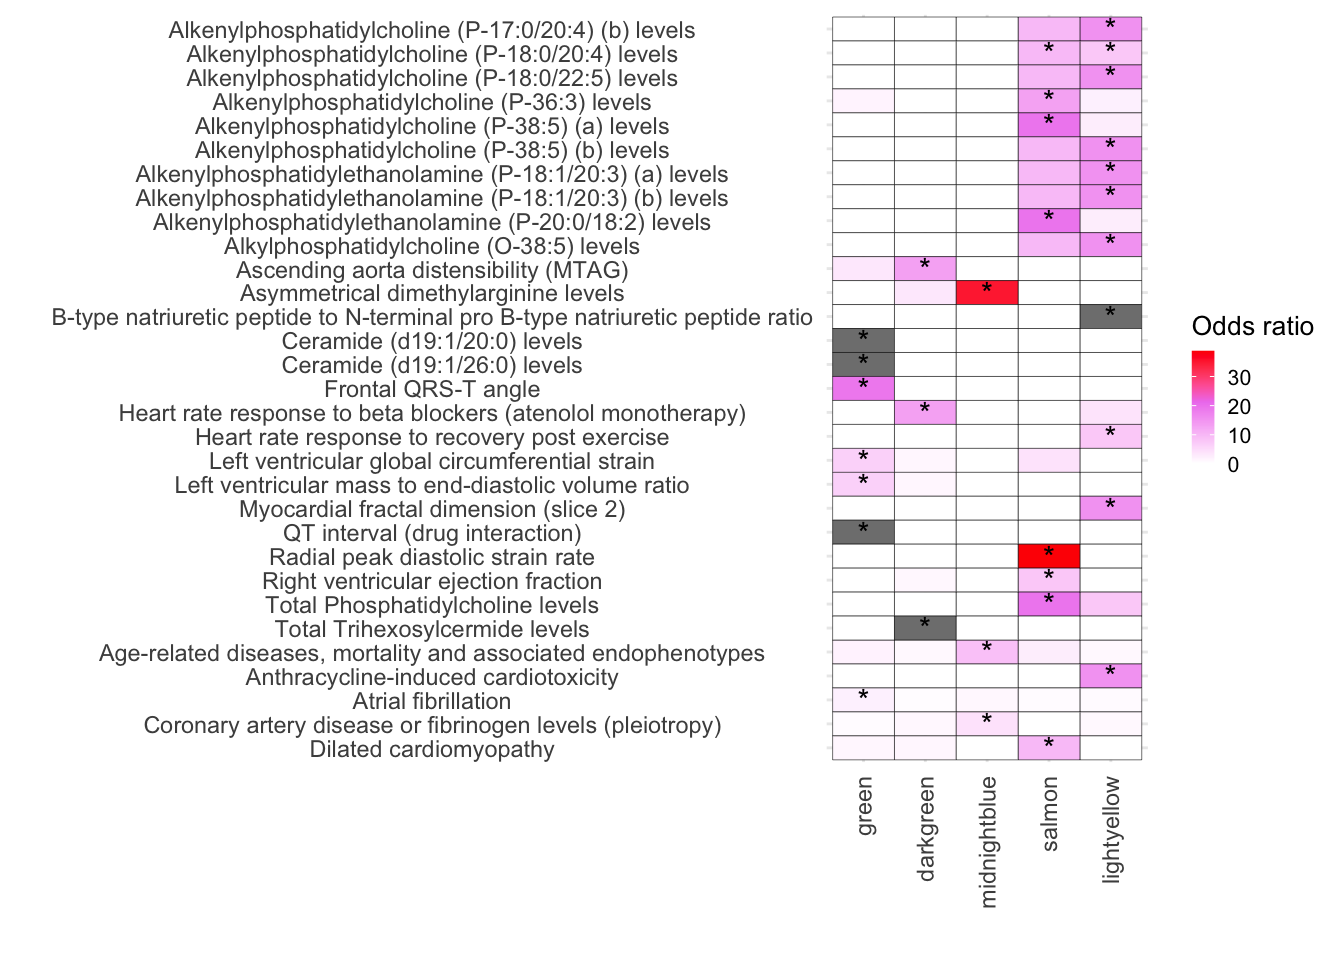 Alkenylphosphatidylcholine (P-17:0/20:4) (b) levels
Alkenylphosphatidylcholine (P-18:0/20:4) levels
Alkenylphosphatidylcholine (P-18:0/22:5) levels
Alkenylphosphatidylcholine (P-36:3) levels
Alkenylphosphatidylcholine (P-38:5) (a) levels
Alkenylphosphatidylcholine (P-38:5) (b) levels
Alkenylphosphatidylethanolamine (P-18:1/20:3) (a) levels
Alkenylphosphatidylethanolamine (P-18:1/20:3) (b) levels
Alkenylphosphatidylethanolamine (P-20:0/18:2) levels
Alkylphosphatidylcholine (O-38:5) levels
Ascending aorta distensibility (MTAG)
Asymmetrical dimethylarginine levels
B-type natriuretic peptide to N-terminal pro B-type natriuretic peptide ratio
Ceramide (d19:1/20:0) levels
Ceramide (d19:1/26:0) levels
Frontal QRS-T angle
Heart rate response to beta blockers (atenolol monotherapy)
Heart rate response to recovery post exercise
Left ventricular global circumferential strain
Left ventricular mass to end-diastolic volume ratio
Myocardial fractal dimension (slice 2)
QT interval (drug interaction)
Radial peak diastolic strain rate
Right ventricular ejection fraction
Total Phosphatidylcholine levels
Total Trihexosylcermide levels
Age-related diseases, mortality and associated endophenotypes
Anthracycline-induced cardiotoxicity
Atrial fibrillation
Coronary artery disease or fibrinogen levels (pleiotropy)
Dilated cardiomyopathy
green
darkgreen
midnightblue
salmon
lightyellow
Odds ratio
30
20
10
0